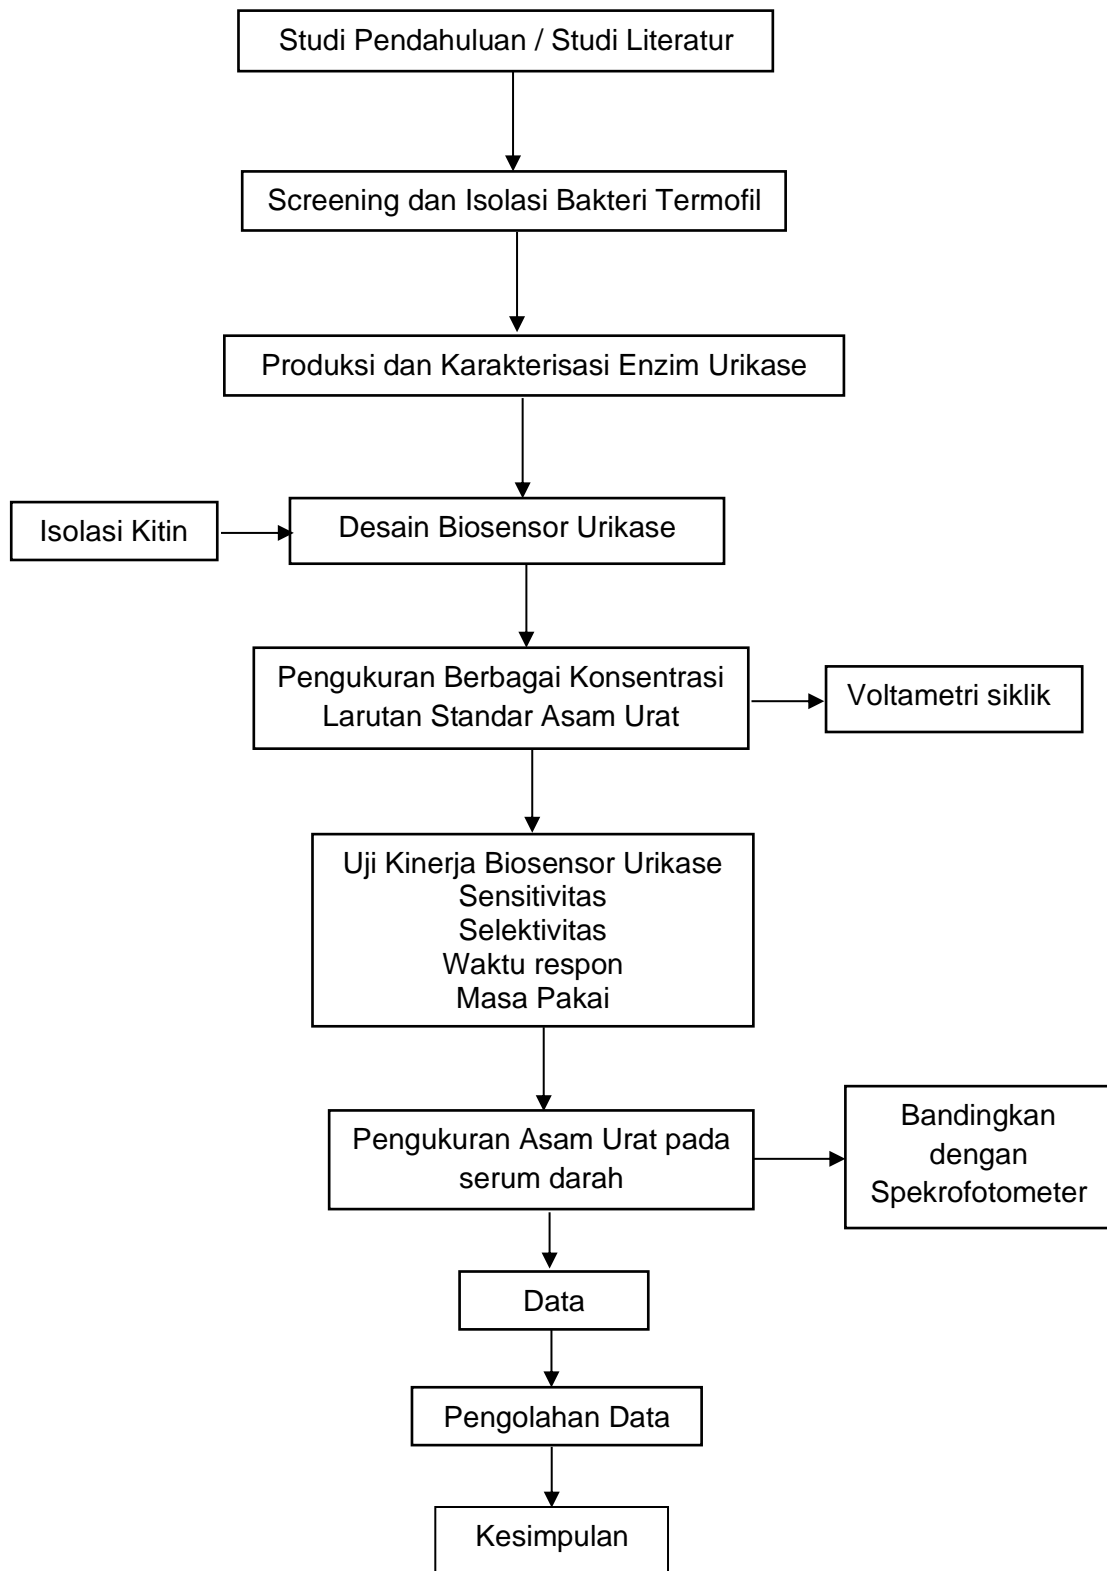 Studi Pendahuluan / Studi Literatur
Screening dan Isolasi Bakteri Termofil
Produksi dan Karakterisasi Enzim Urikase
Isolasi Kitin
Desain Biosensor Urikase
Pengukuran Berbagai Konsentrasi
Larutan Standar Asam Urat
Voltametri siklik
Uji Kinerja Biosensor Urikase
Sensitivitas
Selektivitas
Waktu respon
Masa Pakai
Pengukuran Asam Urat pada
serum darah
Bandingkan
dengan
Spekrofotometer
Data
Pengolahan Data
Kesimpulan